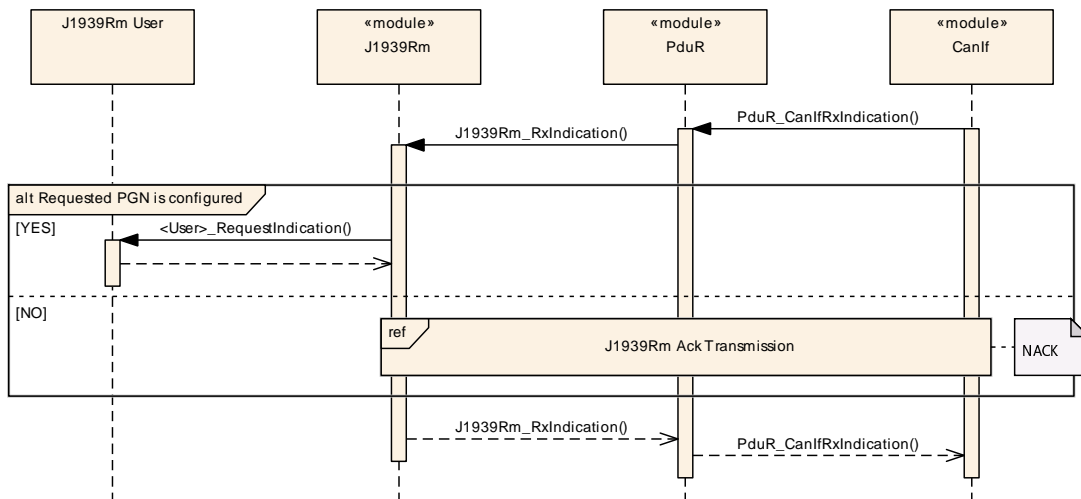 J1939Rm User
«module»
J1939Rm
«module»
PduR
«module»
CanIf
PduR_CanIfRxIndication()
J1939Rm_RxIndication()
alt Requested PGN is configured
[YES]
<User>_RequestIndication()
[NO]
ref
J1939Rm Ack Transmission
NACK
J1939Rm_RxIndication()
PduR_CanIfRxIndication()